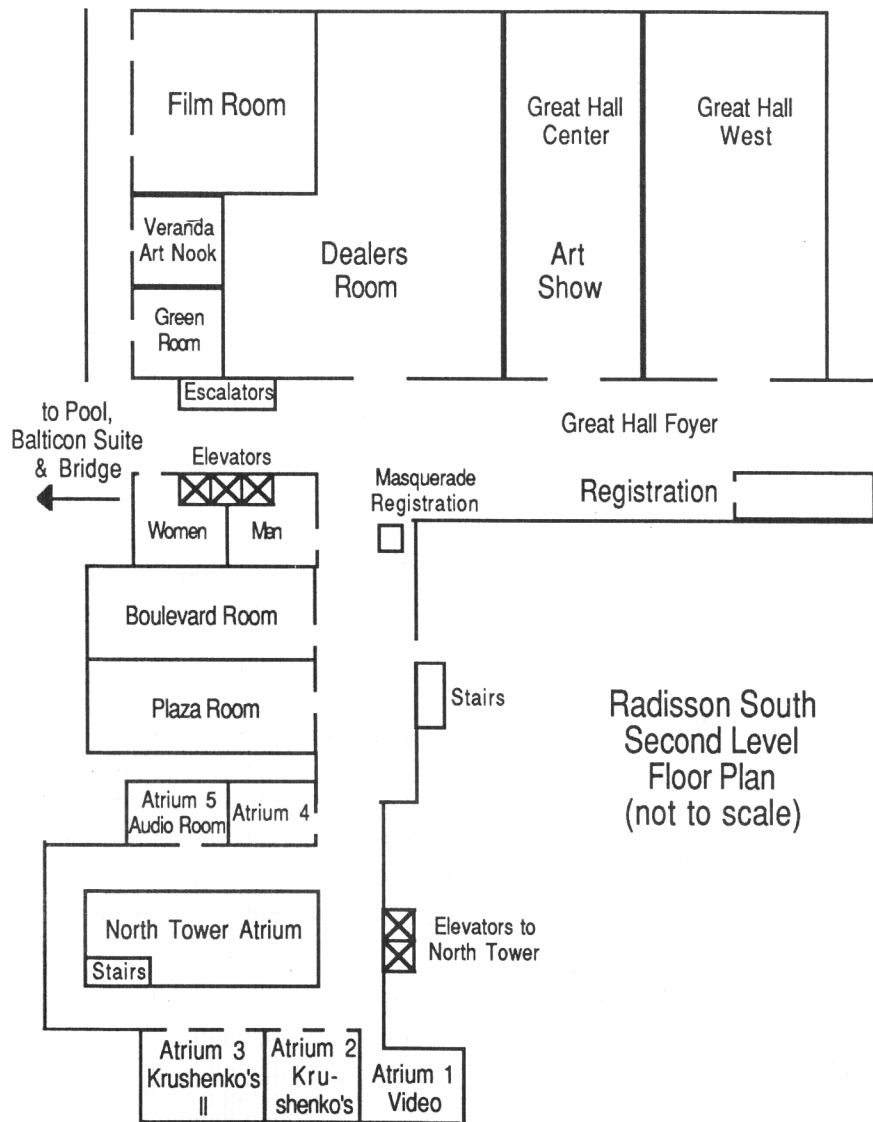 Film Room
Great Hall
Center
Great Hall
West
Veranda
Art Nook
Dealers
Room
Art
Show
Green
Room
Escalators
to Pool,
Balticon Suite
& Bridge
Great Hall Foyer
Elevators
Masquerade
Registration
Registration
Women
Men
Boulevard Room
Plaza Room
Stairs
Radisson South
Second Level
Floor Plan
(not to scale)
Atrium 5
Audio Room
Atrium 4
North Tower Atrium
Stairs
Elevators to
North Tower
Atrium 3
Krushenko's
II
Atrium 2
Kru-
shenko's
Atrium 1
Video